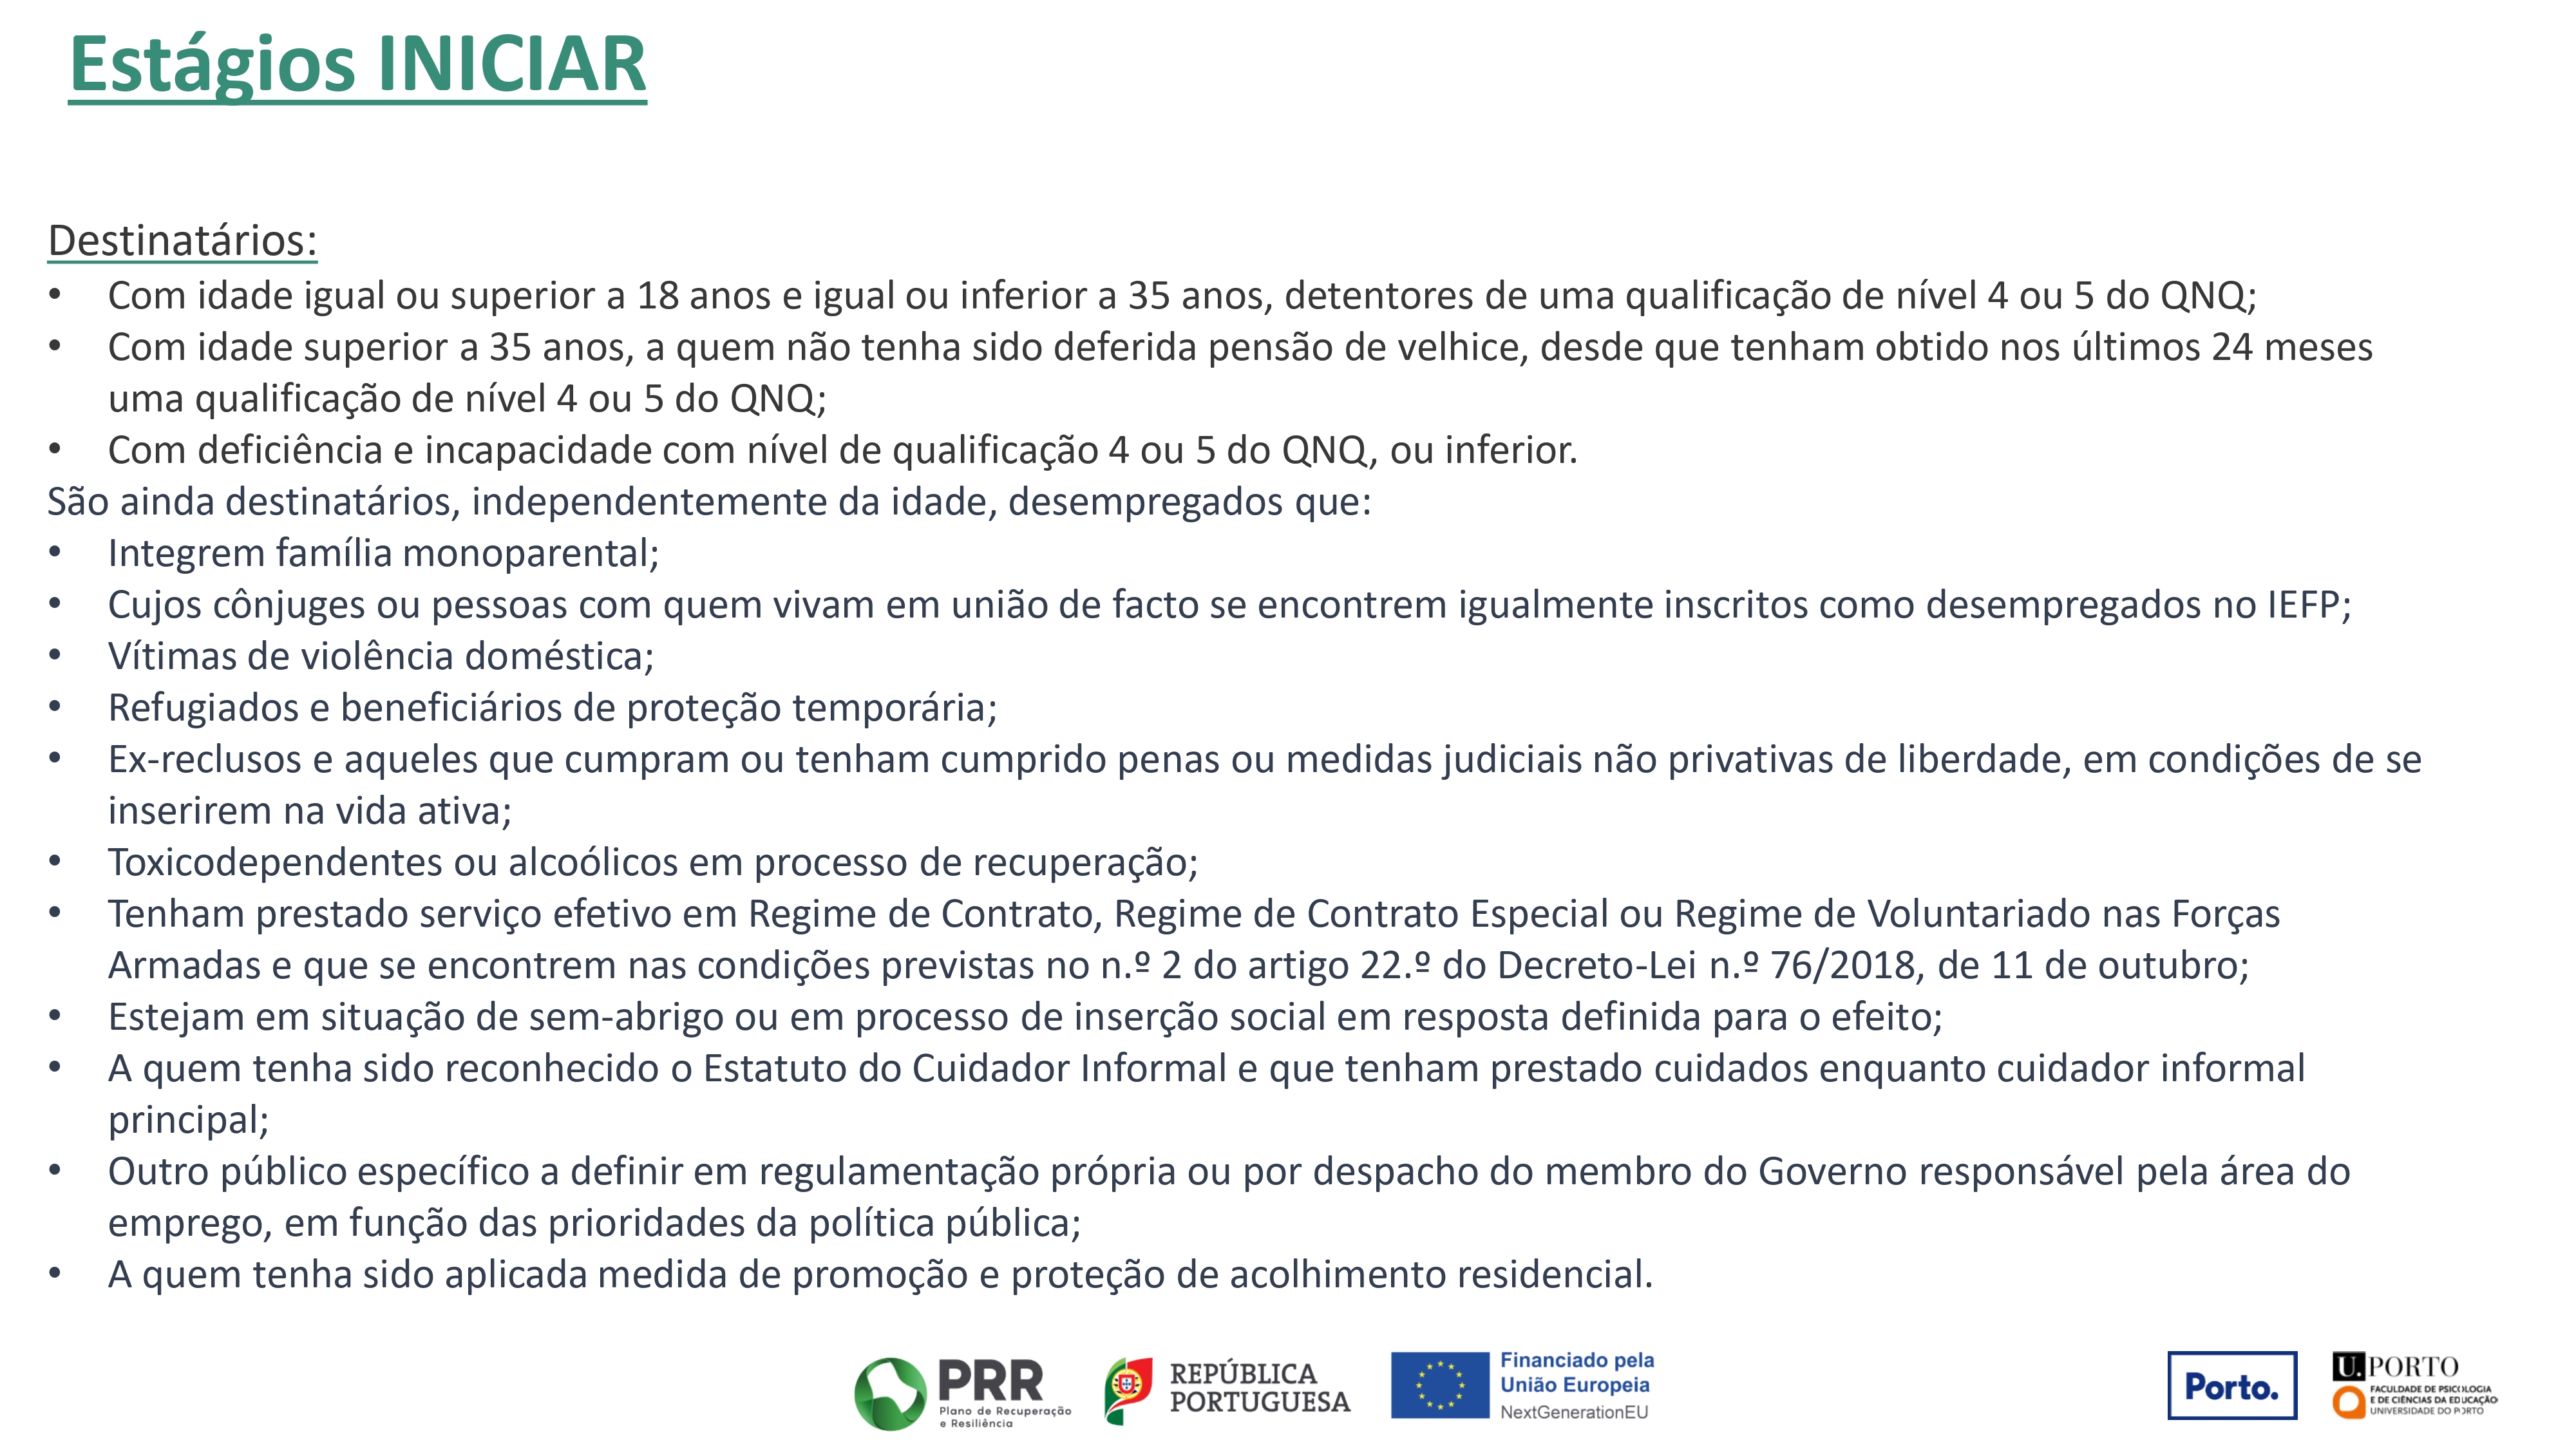 Estágios INICIAR
Destinatários:
• Com idade igual ou superior a 18 anos e igual ou inferior a 35 anos, detentores de uma qualificação de nível 4 ou 5 do QNQ;
• Com idade superior a 35 anos, a quem não tenha sido deferida pensão de velhice, desde que tenham obtido nos últimos 24 meses
uma qualificação de nível 4 ou 5 do QNQ;
• Com deficiência e incapacidade com nível de qualificação 4 ou 5 do QNQ, ou inferior.
São ainda destinatários, independentemente da idade, desempregados que:
• Integrem família monoparental;
• Cujos cônjuges ou pessoas com quem vivam em união de facto se encontrem igualmente inscritos como desempregados no IEFP;
• Vítimas de violência doméstica;
• Refugiados e beneficiários de proteção temporária;
• Ex-reclusos e aqueles que cumpram ou tenham cumprido penas ou medidas judiciais não privativas de liberdade, em condições de se
inserirem na vida ativa;
• Toxicodependentes ou alcoólicos em processo de recuperação;
• Tenham prestado serviço efetivo em Regime de Contrato, Regime de Contrato Especial ou Regime de Voluntariado nas Forças
Armadas e que se encontrem nas condições previstas no n.º 2 do artigo 22.º do Decreto-Lei n.º 76/2018, de 11 de outubro;
• Estejam em situação de sem-abrigo ou em processo de inserção social em resposta definida para o efeito;
• A quem tenha sido reconhecido o Estatuto do Cuidador Informal e que tenham prestado cuidados enquanto cuidador informal
principal;
• Outro público específico a definir em regulamentação própria ou por despacho do membro do Governo responsável pela área do
emprego, em função das prioridades da política pública;
• A quem tenha sido aplicada medida de promoção e proteção de acolhimento residencial.
PRR
Plano de Recuperação
e Resiliência
REPÚBLICA
PORTUGUESA
Financiado pela
União Europeia
NextGenerationEU
Porto.
U.PORTO
FACULDADE DE PSICOLOGIA
E DE CIÊNCIAS DA EDUCAÇÃO
UNIVERSIDADE DO PORTO